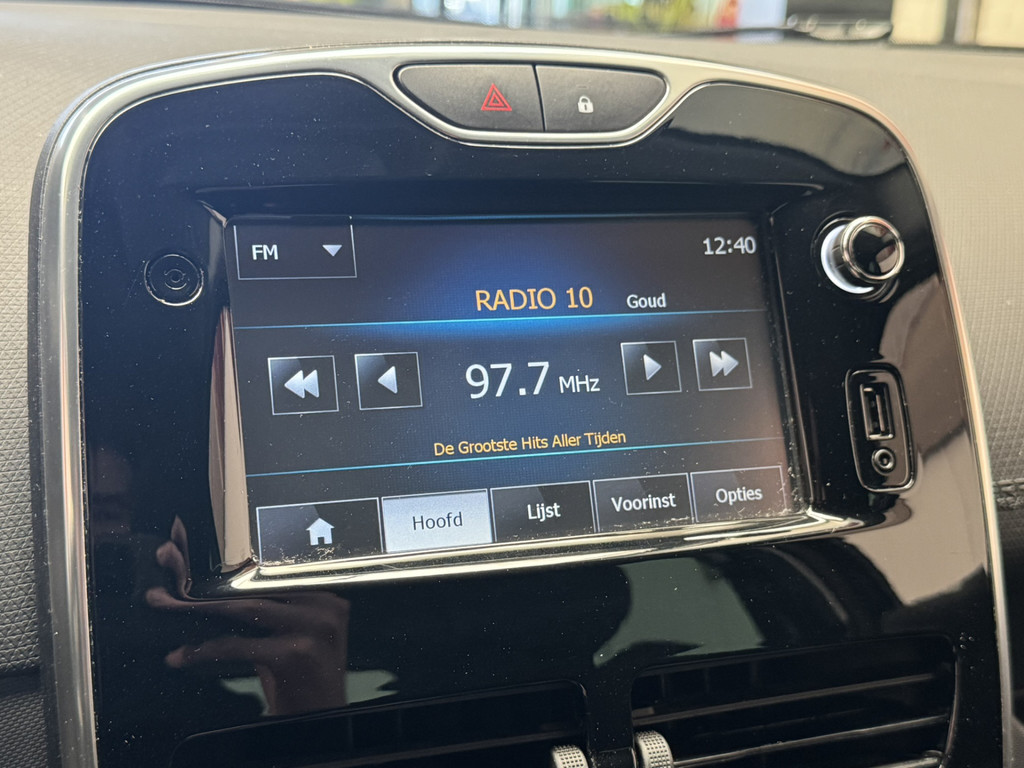 FM
12:40
RADIO 10 Goud
97.7 MHz
De Grootste Hits Aller Tijden
Hoofd Lijst Voorinst Opties